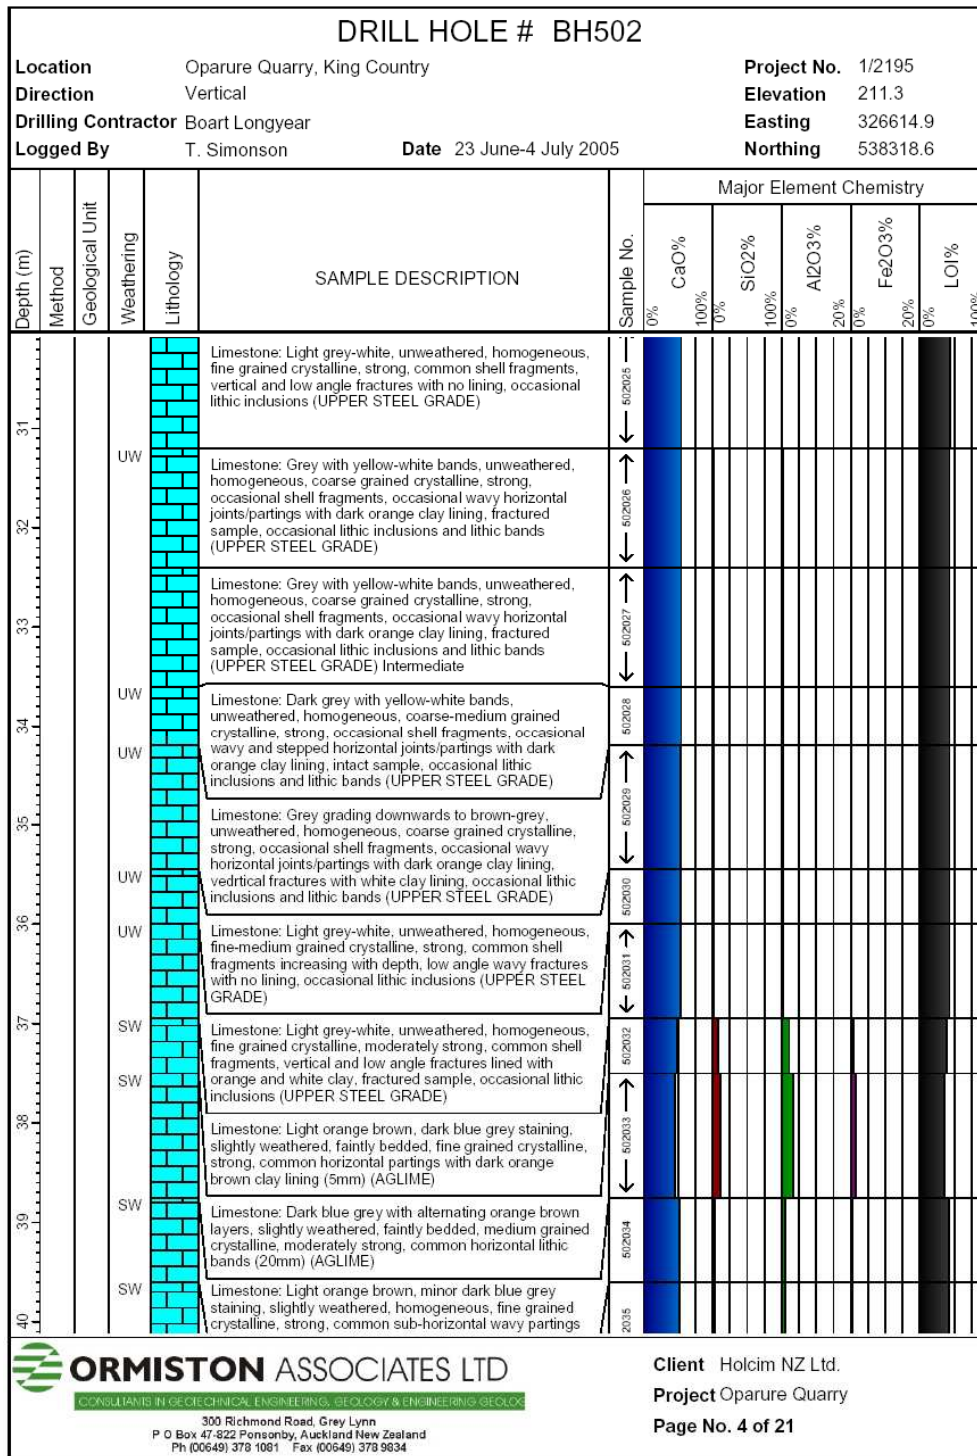 DRILL HOLE # BH502
Location Oparure Quarry, King Country Project No. 1/2195
Direction Vertical Elevation 211.3
Drilling Contractor Boart Longyear Easting 326614.9
Logged By T. Simonson Date 23 June-4 July 2005 Northing 538318.6
Depth (m)
Method
Geological Unit
Weathering
Lithology
SAMPLE DESCRIPTION
Sample No.
Major Element Chemistry
CaO% SiO2% Al2O3% Fe2O3% LOI%
0% 100% 0% 100% 0% 20% 0% 20% 0% 100%
Limestone: Light grey-white, unweathered, homogeneous,
fine grained crystalline, strong, common shell fragments,
vertical and low angle fractures with no lining, occasional
lithic inclusions (UPPER STEEL GRADE)
502025
31
UW
Limestone: Grey with yellow-white bands, unweathered,
homogeneous, coarse grained crystalline, strong,
occasional shell fragments, occasional wavy horizontal
joints/partings with dark orange clay lining, fractured
sample, occasional lithic inclusions and lithic bands
(UPPER STEEL GRADE)
502026
32
Limestone: Grey with yellow-white bands, unweathered,
homogeneous, coarse grained crystalline, strong,
occasional shell fragments, occasional wavy horizontal
joints/partings with dark orange clay lining, fractured
sample, occasional lithic inclusions and lithic bands
(UPPER STEEL GRADE) Intermediate
502027
33
UW
Limestone: Dark grey with yellow-white bands,
unweathered, homogeneous, coarse-medium grained
crystalline, strong, occasional shell fragments, occasional
wavy and stepped horizontal joints/partings with dark
orange clay lining, intact sample, occasional lithic
inclusions and lithic bands (UPPER STEEL GRADE)
502028
34
UW
Limestone: Grey grading downwards to brown-grey,
unweathered, homogeneous, coarse grained crystalline,
strong, occasional shell fragments, occasional wavy
horizontal joints/partings with dark orange clay lining,
vedrtical fractures with white clay lining, occasional lithic
inclusions and lithic bands (UPPER STEEL GRADE)
502029
35
UW
502030
36
UW
Limestone: Light grey-white, unweathered, homogeneous,
fine-medium grained crystalline, strong, common shell
fragments increasing with depth, low angle wavy fractures
with no lining, occasional lithic inclusions (UPPER STEEL
GRADE)
502031
37
SW
Limestone: Light grey-white, unweathered, homogeneous,
fine grained crystalline, moderately strong, common shell
fragments, vertical and low angle fractures lined with
orange and white clay, fractured sample, occasional lithic
inclusions (UPPER STEEL GRADE)
502032
SW
38
Limestone: Light orange brown, dark blue grey staining,
slightly weathered, faintly bedded, fine grained crystalline,
strong, common horizontal partings with dark orange
brown clay lining (5mm) (AGLIME)
502033
SW
39
Limestone: Dark blue grey with alternating orange brown
layers, slightly weathered, faintly bedded, medium grained
crystalline, moderately strong, common horizontal lithic
bands (20mm) (AGLIME)
502034
SW
Limestone: Light orange brown, minor dark blue grey
staining, slightly weathered, homogeneous, fine grained
crystalline, strong, common sub-horizontal wavy partings
2035
40
ORMISTON ASSOCIATES LTD
CONSULTANTS IN GEOTECHNICAL ENGINEERING, GEOLOGY & ENGINEERING GEOLOG
300 Richmond Road, Grey Lynn
P O Box 47-822 Ponsonby, Auckland New Zealand
Ph (00649) 378 1081 Fax (00649) 378 9834
Client Holcim NZ Ltd.
Project Oparure Quarry
Page No. 4 of 21